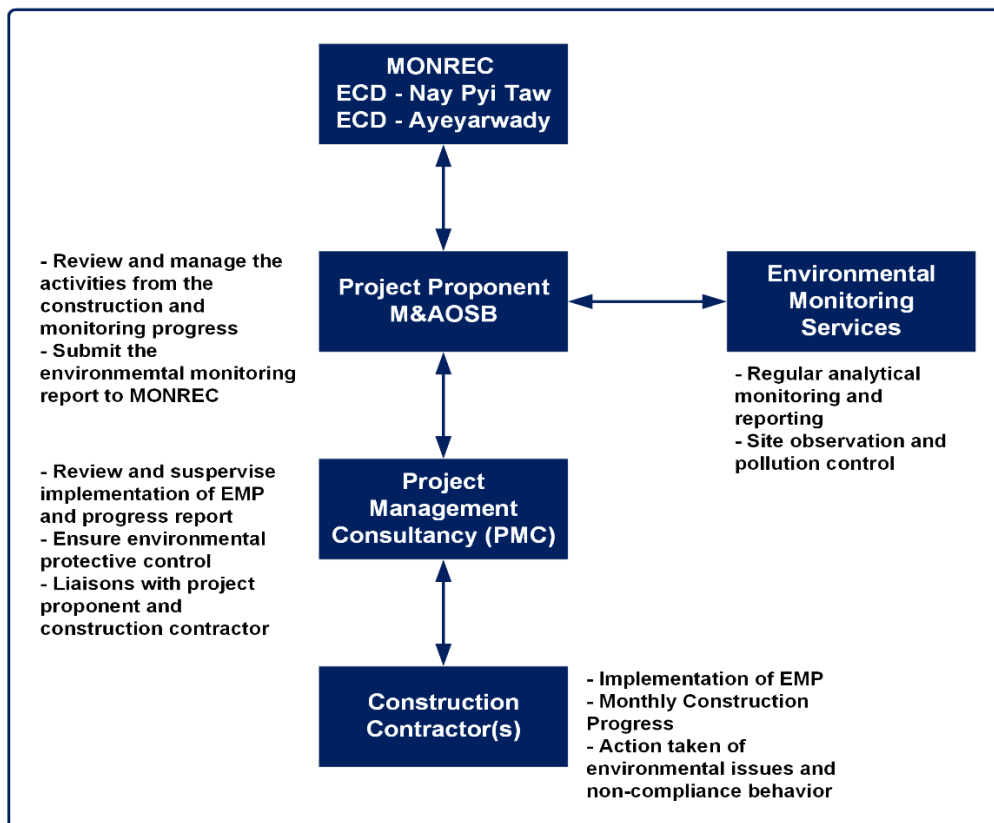 MONREC
ECD - Nay Pyi Taw
ECD - Ayeyarwady
- Review and manage the
activities from the
construction and
monitoring progress
- Submit the
environmemtal monitoring
report to MONREC
Project Proponent
M&AOSB
Environmental
Monitoring
Services
- Regular analytical
monitoring and
reporting
- Site observation and
pollution control
- Review and suspervise
implementation of EMP
and progress report
- Ensure environmental
protective control
- Liaisons with project
proponent and
construction contractor
Project
Management
Consultancy (PMC)
Construction
Contractor(s)
- Implementation of EMP
- Monthly Construction
Progress
- Action taken of
environmental issues and
non-compliance behavior